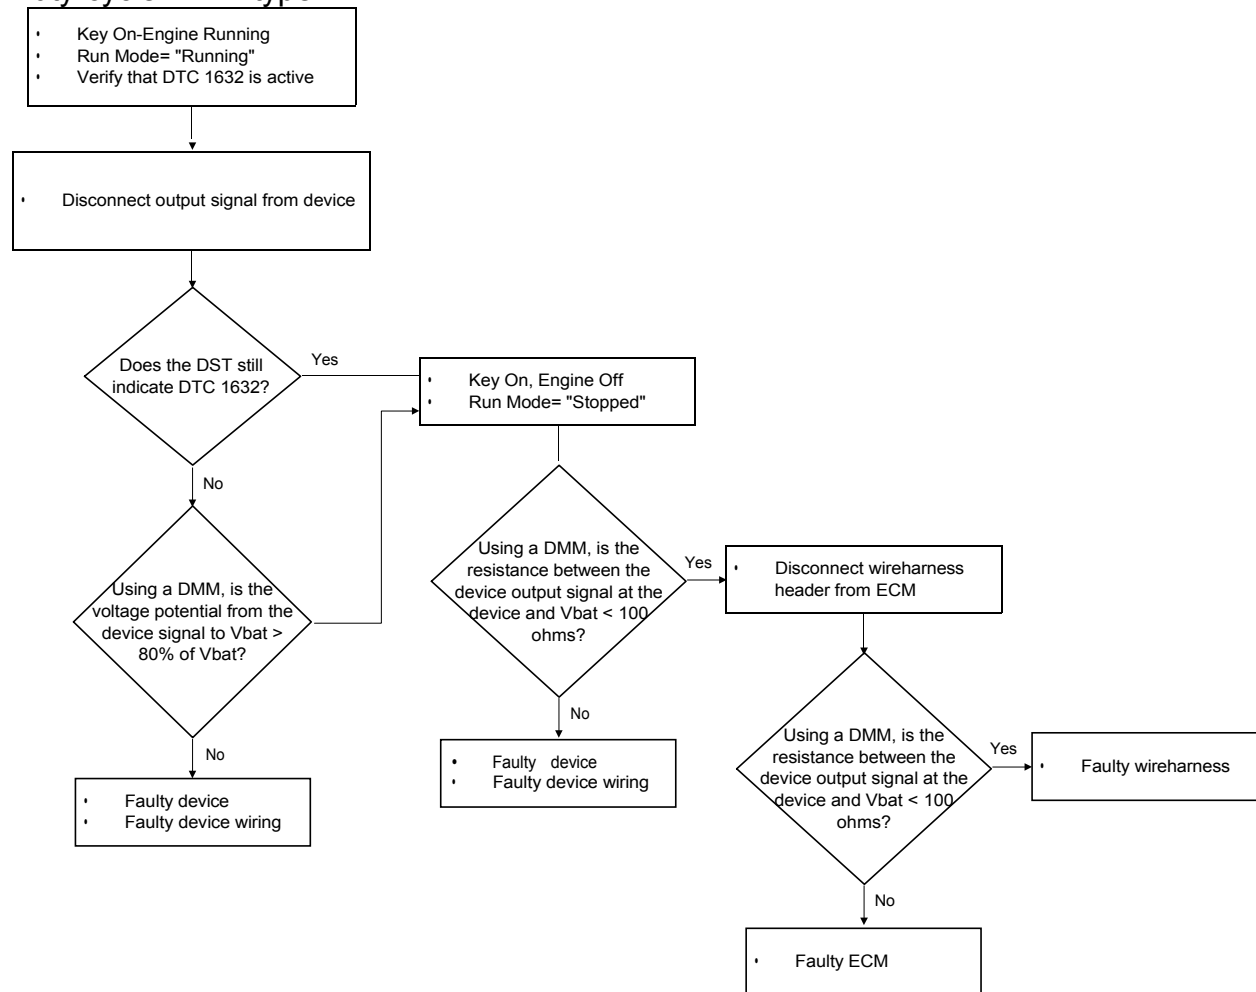 • Key On-Engine Running
• Run Mode= "Running"
• Verify that DTC 1632 is active
• Disconnect output signal from device
Does the DST still
indicate DTC 1632?
Yes
• Key On, Engine Off
• Run Mode= "Stopped"
No
Using a DMM, is the
voltage potential from the
device signal to Vbat >
80% of Vbat?
Using a DMM, is the
resistance between the
device output signal at the
device and Vbat < 100
ohms?
Yes
• Disconnect wireharness
header from ECM
No
• Faulty device
• Faulty device wiring
No
• Faulty device
• Faulty device wiring
Using a DMM, is the
resistance between the
device output signal at the
device and Vbat < 100
ohms?
Yes
• Faulty wireharness
No
• Faulty ECM